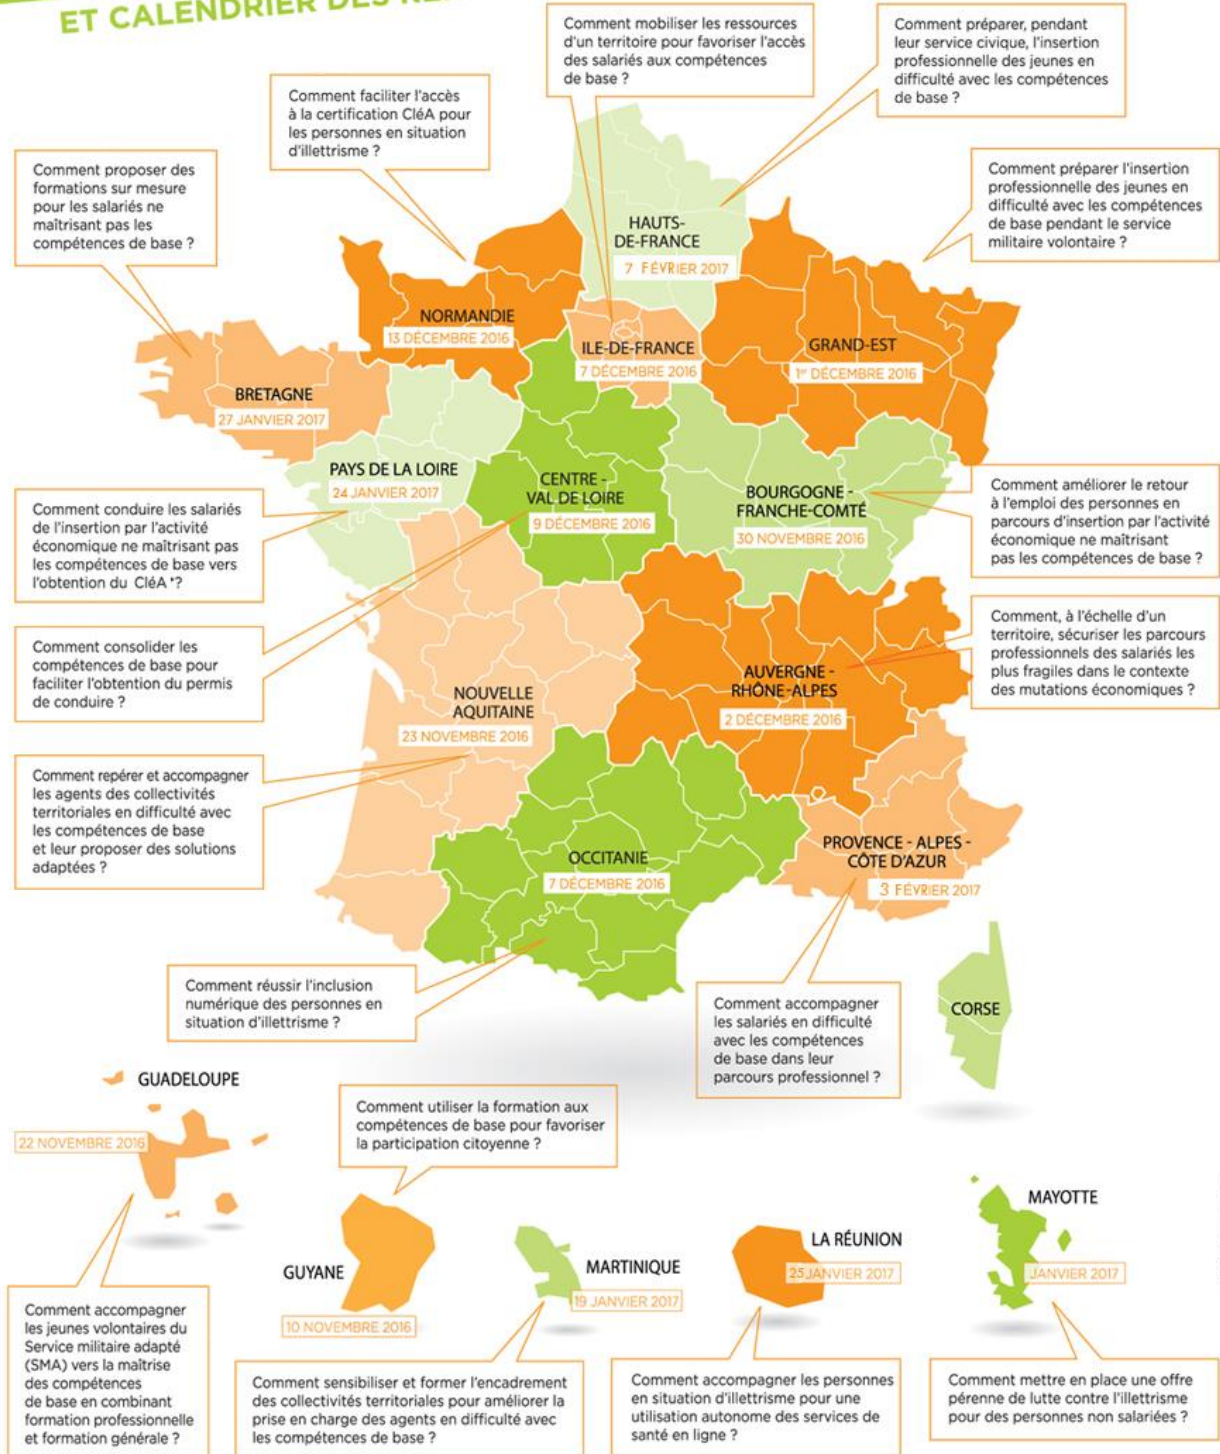 ET CALENDRIER DES
Comment mobiliser les ressources
d'un territoire pour favoriser l'accès
des salariés aux compétences
de base ?
Comment préparer, pendant
leur service civique, l'insertion
professionnelle des jeunes en
difficulté avec les compétences
de base ?
Comment faciliter l'accès
à la certification CléA pour
les personnes en situation
d'illettrisme ?
Comment proposer des
formations sur mesure
pour les salariés ne
maîtrisant pas les
compétences de base ?
Comment préparer l'insertion
professionnelle des jeunes en
difficulté avec les compétences
de base pendant le service
militaire volontaire ?
HAUTS-
DE-FRANCE
7 FÉVRIER 2017
NORMANDIE
13 DÉCEMBRE 2016
ILE-DE-FRANCE
7 DÉCEMBRE 2016
GRAND-EST
1er DÉCEMBRE 2016
BRETAGNE
27 JANVIER 2017
PAYS DE LA LOIRE
24 JANVIER 2017
CENTRE -
VAL DE LOIRE
9 DÉCEMBRE 2016
BOURGOGNE -
FRANCHE-COMTÉ
30 NOVEMBRE 2016
Comment conduire les salariés
de l'insertion par l'activité
économique ne maîtrisant pas
les compétences de base vers
l'obtention du CléA *?
Comment améliorer le retour
à l'emploi des personnes en
parcours d'insertion par l'activité
économique ne maîtrisant
pas les compétences de base ?
Comment consolider les
compétences de base pour
faciliter l'obtention du permis
de conduire ?
Comment, à l'échelle d'un
territoire, sécuriser les parcours
professionnels des salariés les
plus fragiles dans le contexte
des mutations économiques ?
NOUVELLE
AQUITAINE
23 NOVEMBRE 2016
AUVERGNE -
RHÔNE-ALPES
2 DÉCEMBRE 2016
Comment repérer et accompagner
les agents des collectivités
territoriales en difficulté avec
les compétences de base
et leur proposer des solutions
adaptées ?
OCCITANIE
7 DÉCEMBRE 2016
PROVENCE - ALPES -
CÔTE D'AZUR
3 FÉVRIER 2017
Comment réussir l'inclusion
numérique des personnes en
situation d'illettrisme ?
Comment accompagner
les salariés en difficulté
avec les compétences
de base dans leur
parcours professionnel ?
CORSE
GUADELOUPE
22 NOVEMBRE 2016
Comment utiliser la formation aux
compétences de base pour favoriser
la participation citoyenne ?
GUYANE
10 NOVEMBRE 2016
MARTINIQUE
19 JANVIER 2017
LA RÉUNION
25 JANVIER 2017
MAYOTTE
JANVIER 2017
Comment accompagner
les jeunes volontaires du
Service militaire adapté
(SMA) vers la maîtrise
des compétences
de base en combinant
formation professionnelle
et formation générale ?
Comment sensibiliser et former l'encadrement
des collectivités territoriales pour améliorer la
prise en charge des agents en difficulté avec
les compétences de base ?
Comment accompagner les personnes
en situation d'illettrisme pour une
utilisation autonome des services de
santé en ligne ?
Comment mettre en place une offre
pérenne de lutte contre l'illettrisme
pour des personnes non salariées ?